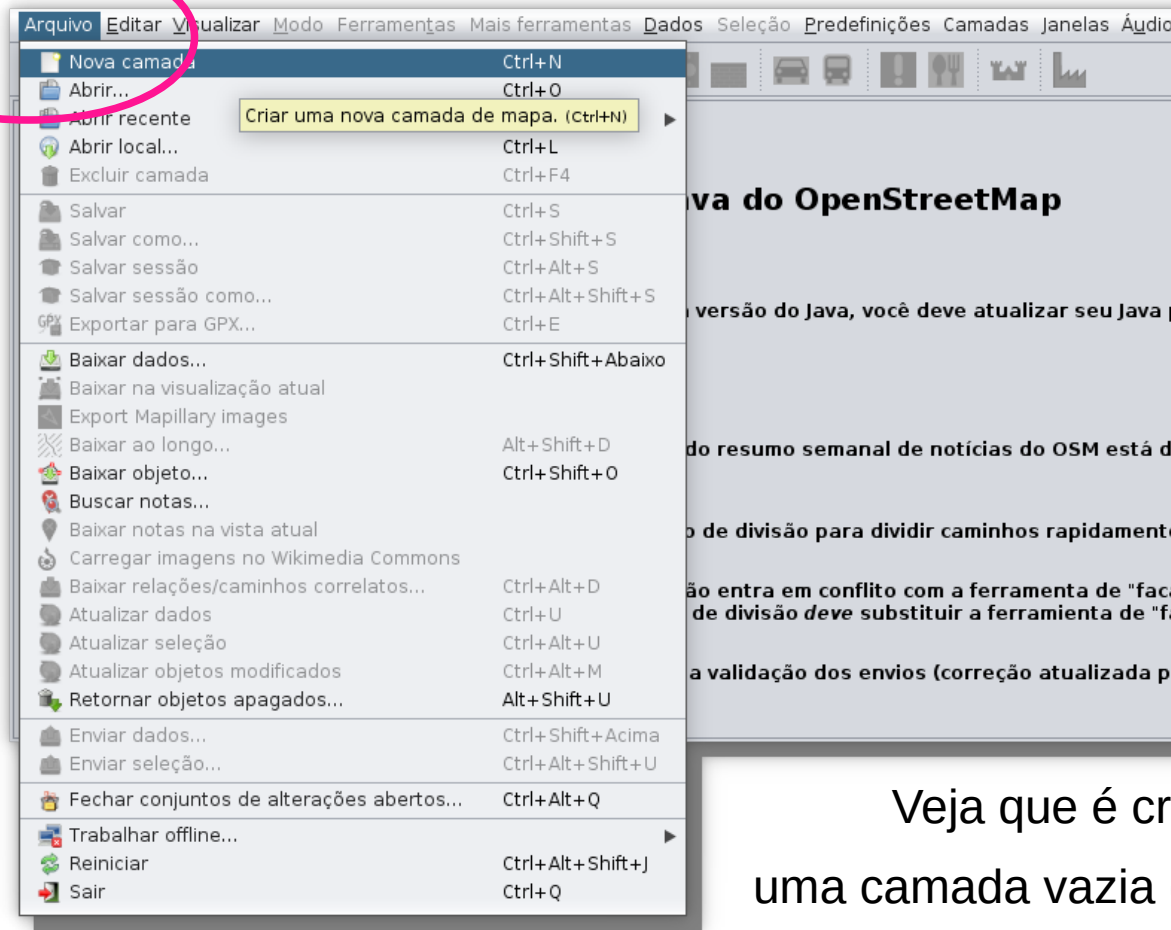 Arquivo Editar Visualizar Modo Ferramentas Mais ferramentas Dados Seleção Predefinições Camadas Janelas Áudio
Nova camada Ctrl+N
Abrir... Ctrl+O
Criar uma nova camada de mapa. (Ctrl+N)
Abrir recente
Abrir local... Ctrl+L
Excluir camada Ctrl+F4
Salvar Ctrl+S
Salvar como... Ctrl+Shift+S
Salvar sessão Ctrl+Alt+S
Salvar sessão como... Ctrl+Alt+Shift+S
GPX Exportar para GPX... Ctrl+E
Baixar dados... Ctrl+Shift+Abaixo
Baixar na visualização atual
Export Mapillary images
Baixar ao longo... Alt+Shift+D
Baixar objeto... Ctrl+Shift+O
Buscar notas...
Baixar notas na vista atual
Carregar imagens no Wikimedia Commons
Baixar relações/caminhos correlatos... Ctrl+Alt+D
Atualizar dados Ctrl+U
Atualizar seleção Ctrl+Alt+U
Atualizar objetos modificados Ctrl+Alt+M
Retornar objetos apagados... Alt+Shift+U
Enviar dados... Ctrl+Shift+Acima
Enviar seleção... Ctrl+Alt+Shift+U
Fechar conjuntos de alterações abertos... Ctrl+Alt+Q
Trabalhar offline...
Reiniciar Ctrl+Alt+Shift+J
Sair Ctrl+Q
va do OpenStreetMap
versão do Java, você deve atualizar seu Java p
do resumo semanal de notícias do OSM está d
o de divisão para dividir caminhos rapidamente
ão entra em conflito com a ferramenta de "faca
de divisão deve substituir a ferramienta de "fa
a validação dos envios (correção atualizada p
Veja que é cr
uma camada vazia